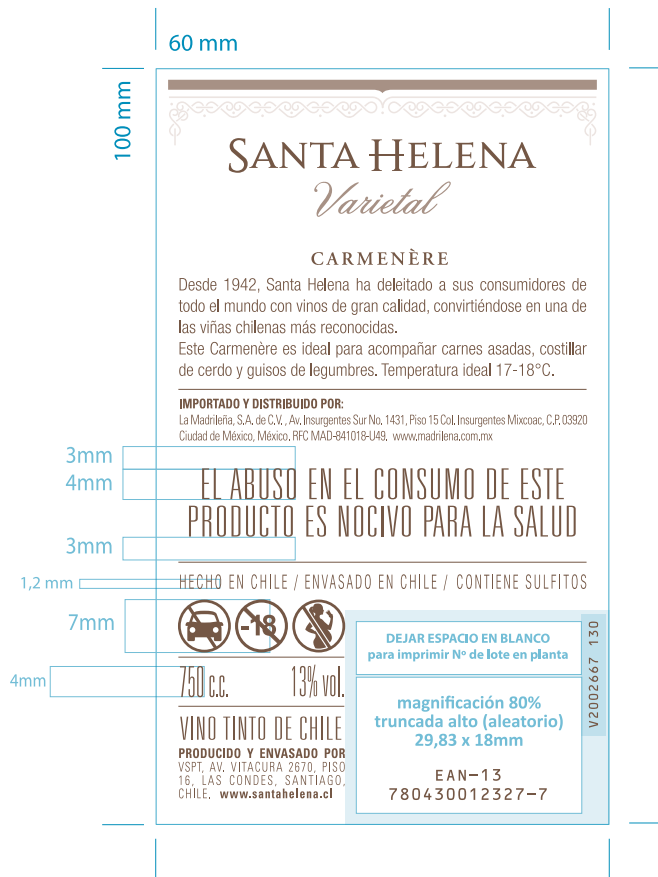 60 mm
100 mm
SANTA HELENA
Varietal
CARMENÈRE
Desde 1942, Santa Helena ha deleitado a sus consumidores de
todo el mundo con vinos de gran calidad, convirtiéndose en una de
las viñas chilenas más reconocidas.
Este Carmenère es ideal para acompañar carnes asadas, costillar
de cerdo y guisos de legumbres. Temperatura ideal 17-18°C.
IMPORTADO Y DISTRIBUIDO POR:
La Madrileña, S.A. de C.V. , Av. Insurgentes Sur No. 1431, Piso 15 Col. Insurgentes Mixcoac, C.P. 03920
Ciudad de México, México. RFC MAD-841018-U49. www.madrilena.com.mx
3mm
4mm
EL ABUSO EN EL CONSUMO DE ESTE
PRODUCTO ES NOCIVO PARA LA SALUD
3mm
1,2 mm
HECHO EN CHILE / ENVASADO EN CHILE / CONTIENE SULFITOS
7mm
-18
4mm
750 c.c. 13% vol.
VINO TINTO DE CHILE
PRODUCIDO Y ENVASADO POR
VSPT, AV. VITACURA 2670, PISO
16, LAS CONDES, SANTIAGO,
CHILE. www.santahelena.cl
DEJAR ESPACIO EN BLANCO
para imprimir Nº de lote en planta
V2002667 130
magnificación 80%
truncada alto (aleatorio)
29,83 x 18mm
EAN-13
780430012327-7